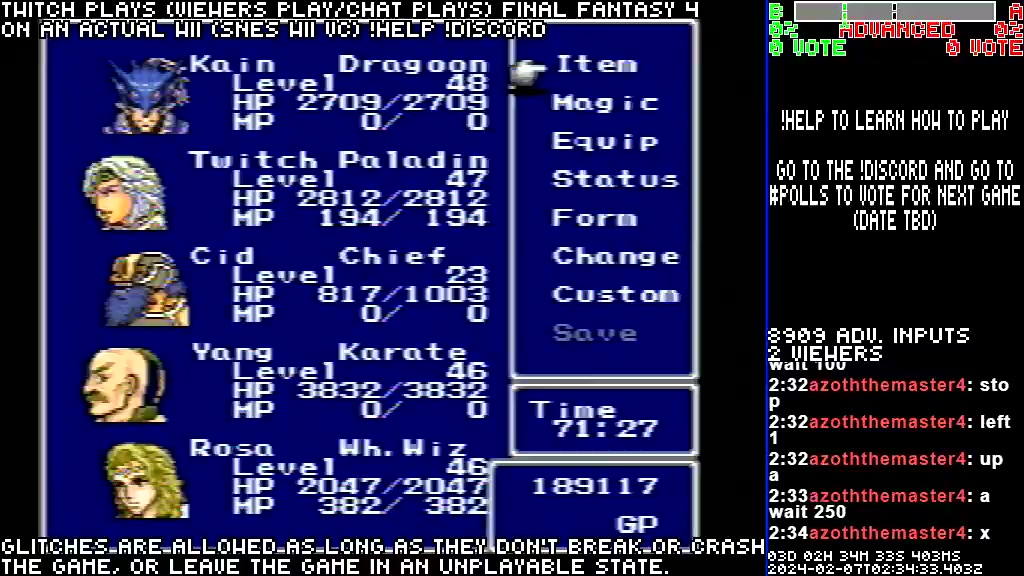 TWITCH PLAYS (VIEWERS PLAY/CHAT PLAYS) FINAL FANTASY 4
ON AN ACTUAL WII (SNES WII VC) !HELP !DISCORD
Kain Dragoon
Level 48
HP 2709/2709
MP 0/ 0
Twitch Paladin
Level 47
HP 2812/2812
MP 194/ 194
Cid Chief
Level 23
HP 817/1003
MP 0/ 0
Yang Karate
Level 46
HP 3832/3832
MP 0/ 0
Rosa Wh.Wiz
Level 46
HP 2047/2047
MP 382/ 382
Item
Magic
Equip
Status
Form
Change
Custom
Save
Time
71:27
189117
GP
GLITCHES ARE ALLOWED AS LONG AS THEY DON'T BREAK OR CRASH
THE GAME, OR LEAVE THE GAME IN AN UNPLAYABLE STATE.
B A
0% ADVANCED 0%
0 VOTE 0 VOTE
!HELP TO LEARN HOW TO PLAY
GO TO THE !DISCORD AND GO TO
#POLLS TO VOTE FOR NEXT GAME
(DATE TBD)
8909 ADV. INPUTS
2 VIEWERS
wait 100
2:32azoththemaster4: sto
p
2:32azoththemaster4: left
1
2:32azoththemaster4: up
a
2:33azoththemaster4: a
wait 250
2:34azoththemaster4: x
03D 02H 34M 33S 403MS
2024-02-07T02:34:33.403Z